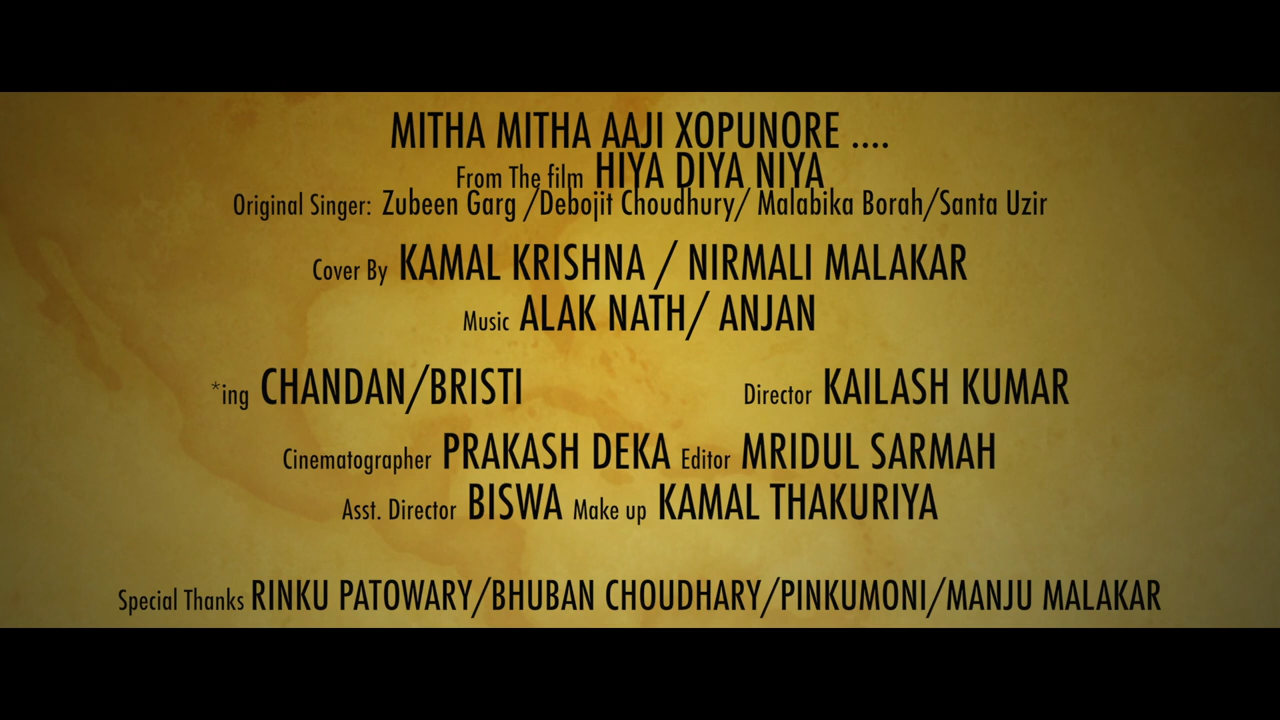 MITHA MITHA AAJI XOPUNORE ....
From The film HIYA DIYA NIYA
Original Singer: Zubeen Garg /Debojit Choudhury/ Malabika Borah/Santa Uzir
Cover By KAMAL KRISHNA / NIRMALI MALAKAR
Music ALAK NATH/ ANJAN
*ing CHANDAN/BRISTI Director KAILASH KUMAR
Cinematographer PRAKASH DEKA Editor MRIDUL SARMAH
Asst. Director BISWA Make up KAMAL THAKURIYA
Special Thanks RINKU PATOWARY/BHUBAN CHOUDHARY/PINKUMONI/MANJU MALAKAR